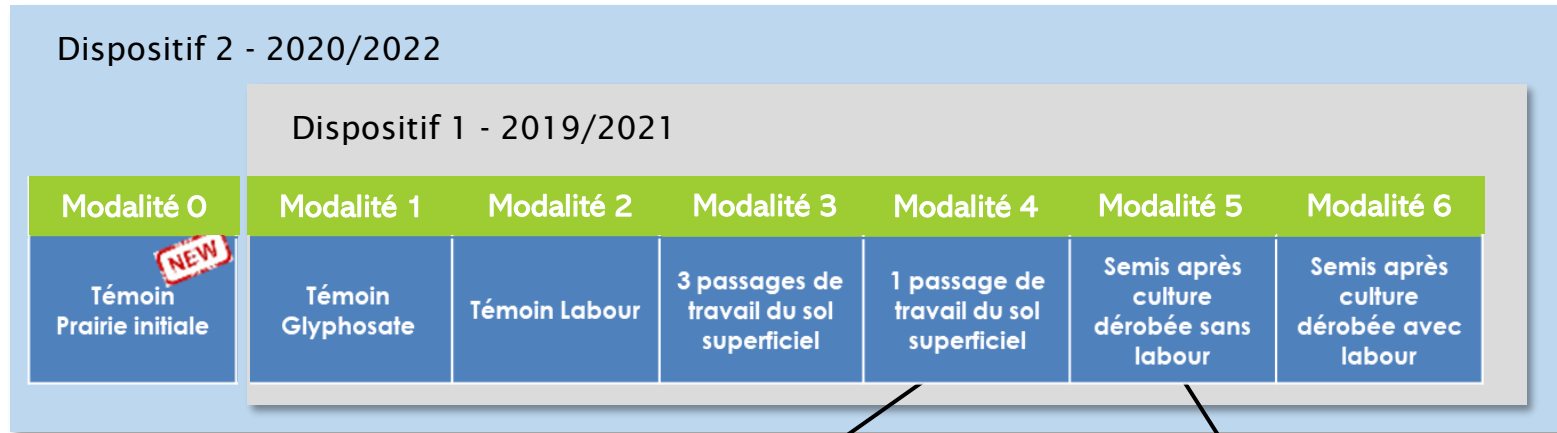 Dispositif 2 - 2020/2022
Dispositif 1 - 2019/2021
Modalité 0
Modalité 1
Modalité 2
Modalité 3
Modalité 4
Modalité 5
Modalité 6
NEW
Témoin
Prairie initiale
Témoin
Glyphosate
Témoin Labour
3 passages de
travail du sol
superficiel
1 passage de
travail du sol
superficiel
Semis après
culture
dérobée sans
labour
Semis après
culture
dérobée avec
labour